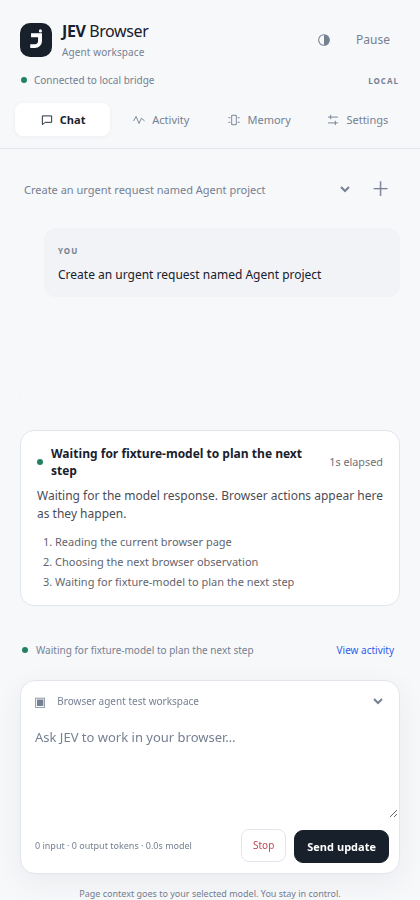 JEV Browser
Agent workspace
Pause
Connected to local bridge
LOCAL
Chat
Activity
Memory
Settings
Create an urgent request named Agent project
YOU
Create an urgent request named Agent project
Waiting for fixture-model to plan the next
step
1s elapsed
Waiting for the model response. Browser actions appear here
as they happen.
1. Reading the current browser page
2. Choosing the next browser observation
3. Waiting for fixture-model to plan the next step
Waiting for fixture-model to plan the next step
View activity
Browser agent test workspace
Ask JEV to work in your browser...
0 input · 0 output tokens · 0.0s model
Stop
Send update
Page context goes to your selected model. You stay in control.